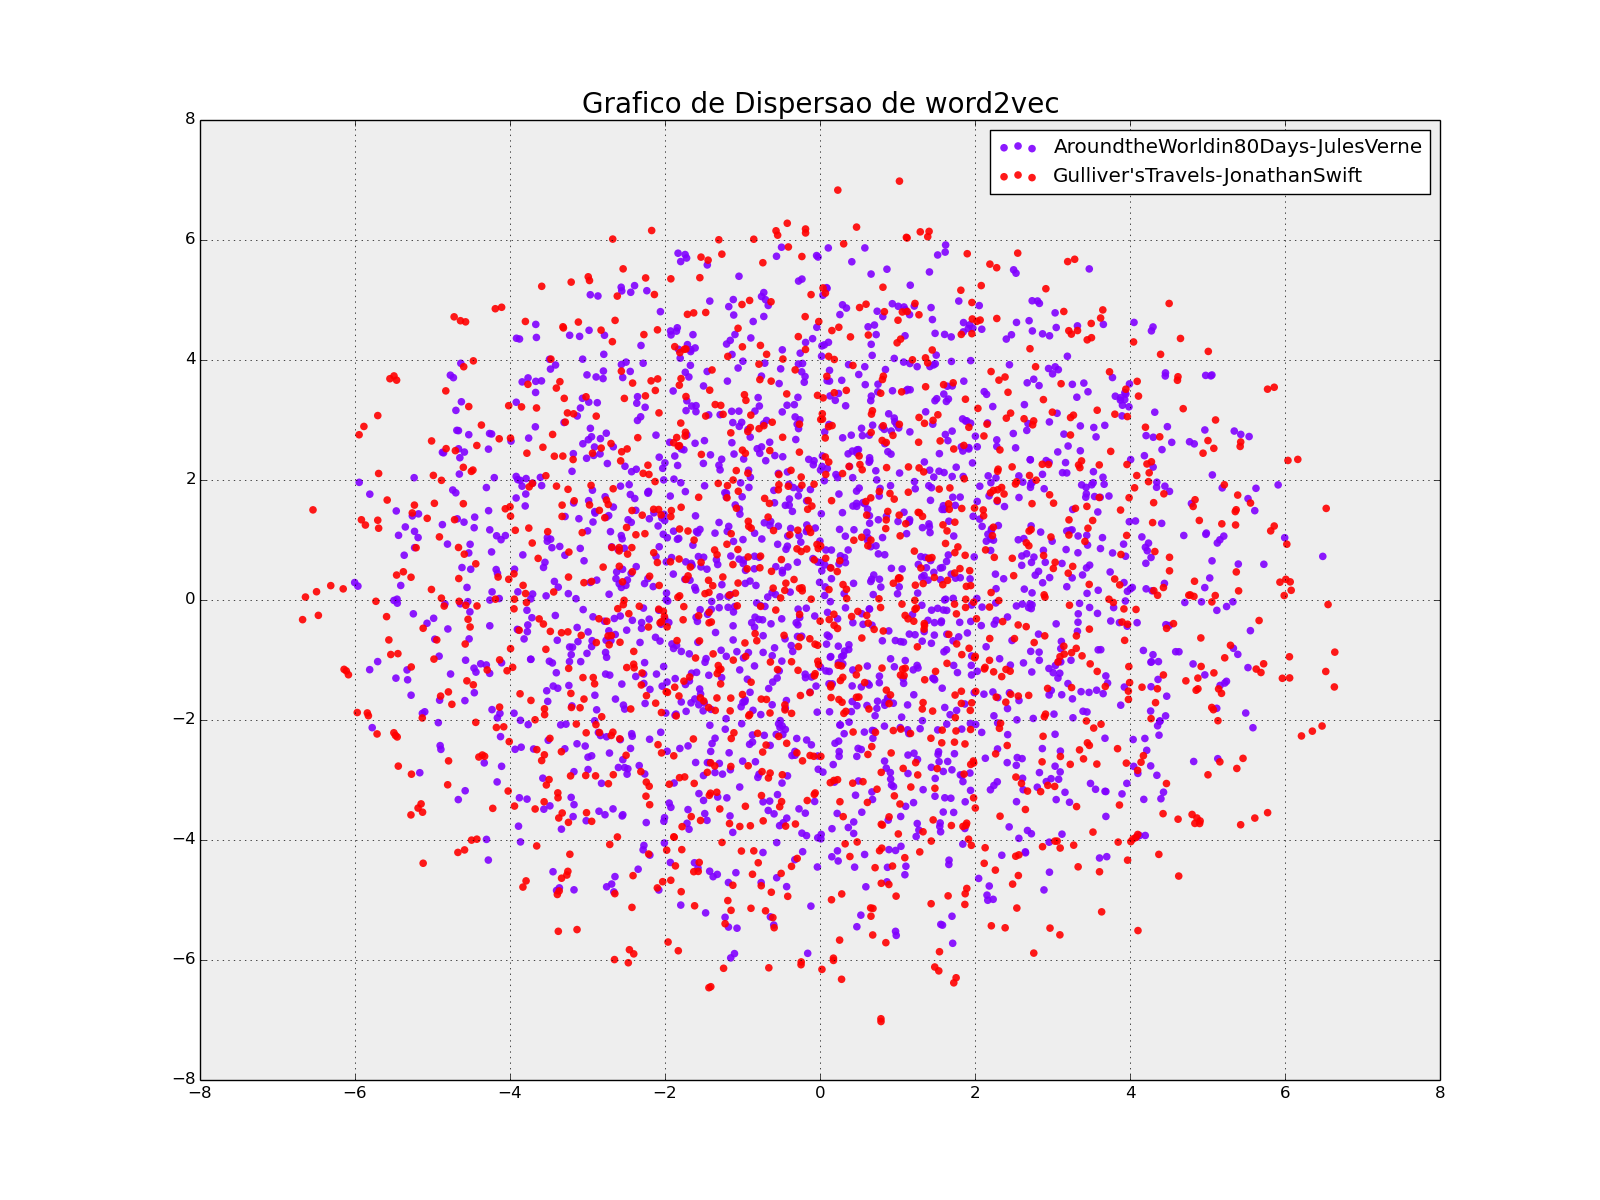 Grafico de Dispersao de word2vec
AroundtheWorldin80Days-JulesVerne
Gulliver'sTravels-JonathanSwift
8
6
4
2
0
−2
−4
−6
−8
−8 −6 −4 −2 0 2 4 6 8